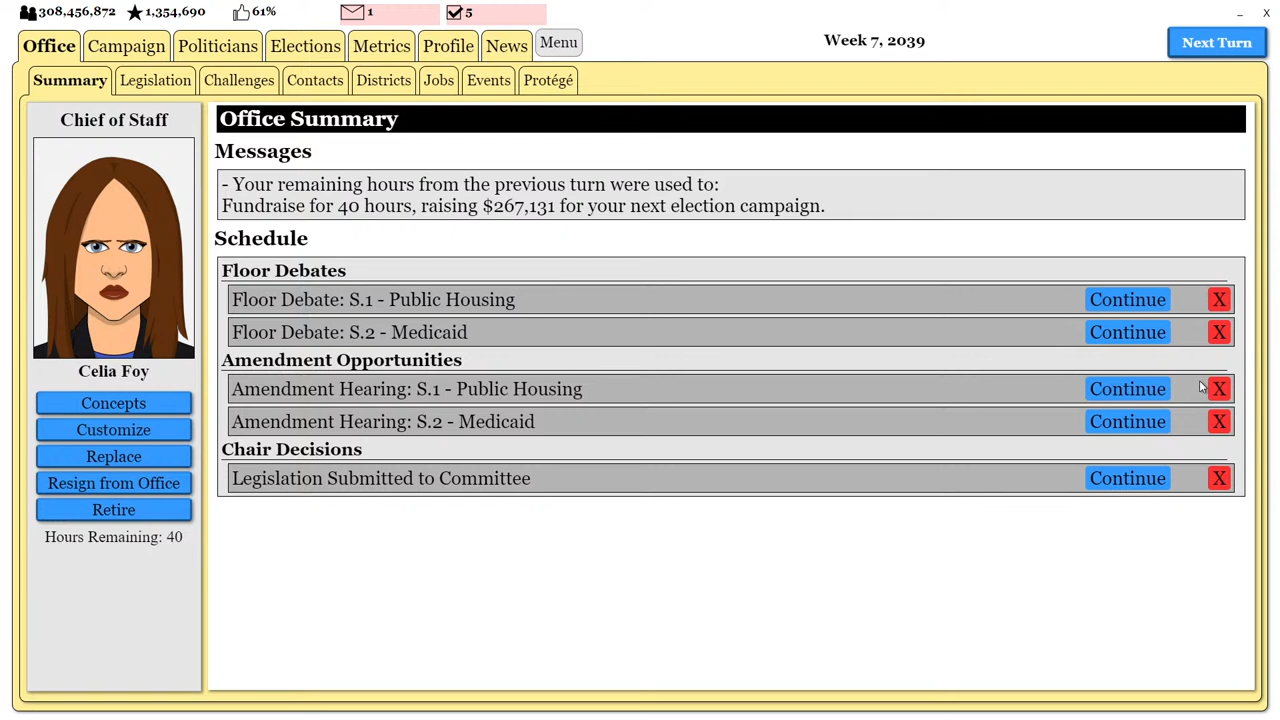 308,456,872 1,354,690 61% 1 5
_ X
Office Campaign Politicians Elections Metrics Profile News Menu
Week 7, 2039
Next Turn
Summary Legislation Challenges Contacts Districts Jobs Events Protégé
Chief of Staff
Celia Foy
Concepts
Customize
Replace
Resign from Office
Retire
Hours Remaining: 40
Office Summary
Messages
- Your remaining hours from the previous turn were used to:
Fundraise for 40 hours, raising $267,131 for your next election campaign.
Schedule
Floor Debates
Floor Debate: S.1 - Public Housing Continue X
Floor Debate: S.2 - Medicaid Continue X
Amendment Opportunities
Amendment Hearing: S.1 - Public Housing Continue X
Amendment Hearing: S.2 - Medicaid Continue X
Chair Decisions
Legislation Submitted to Committee Continue X